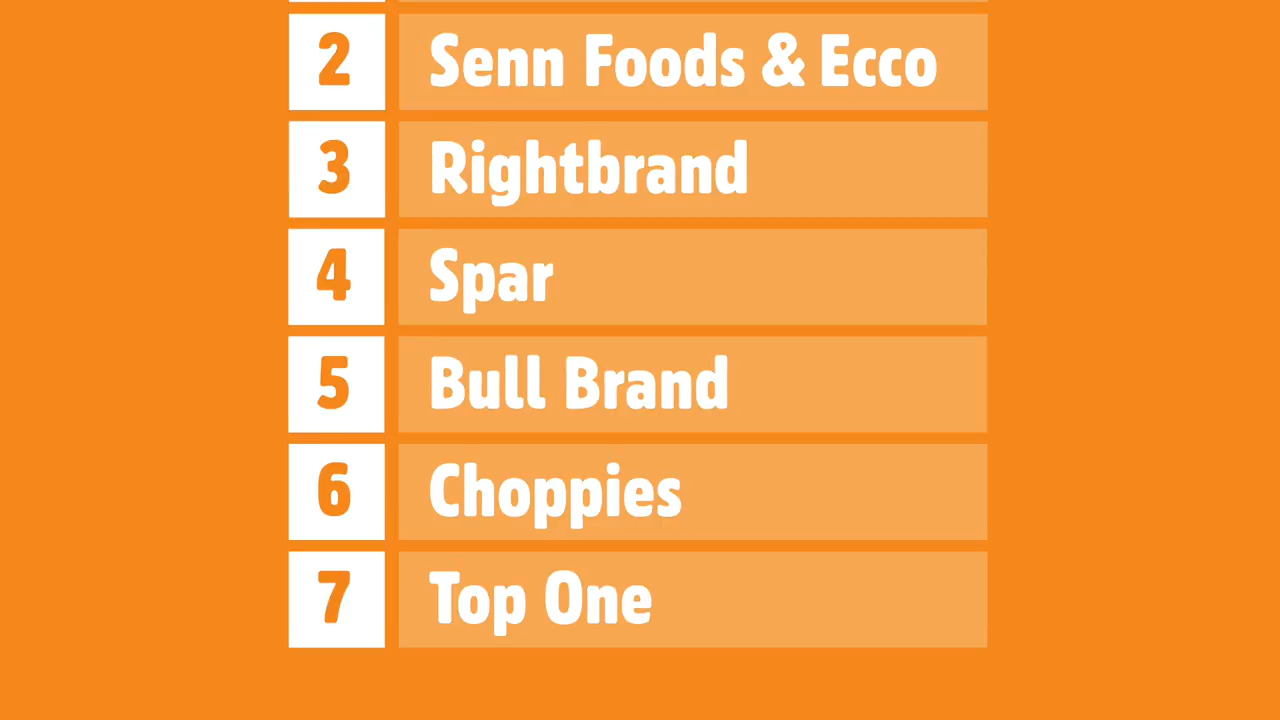 2 Senn Foods & Ecco
3 Rightbrand
4 Spar
5 Bull Brand
6 Choppies
7 Top One